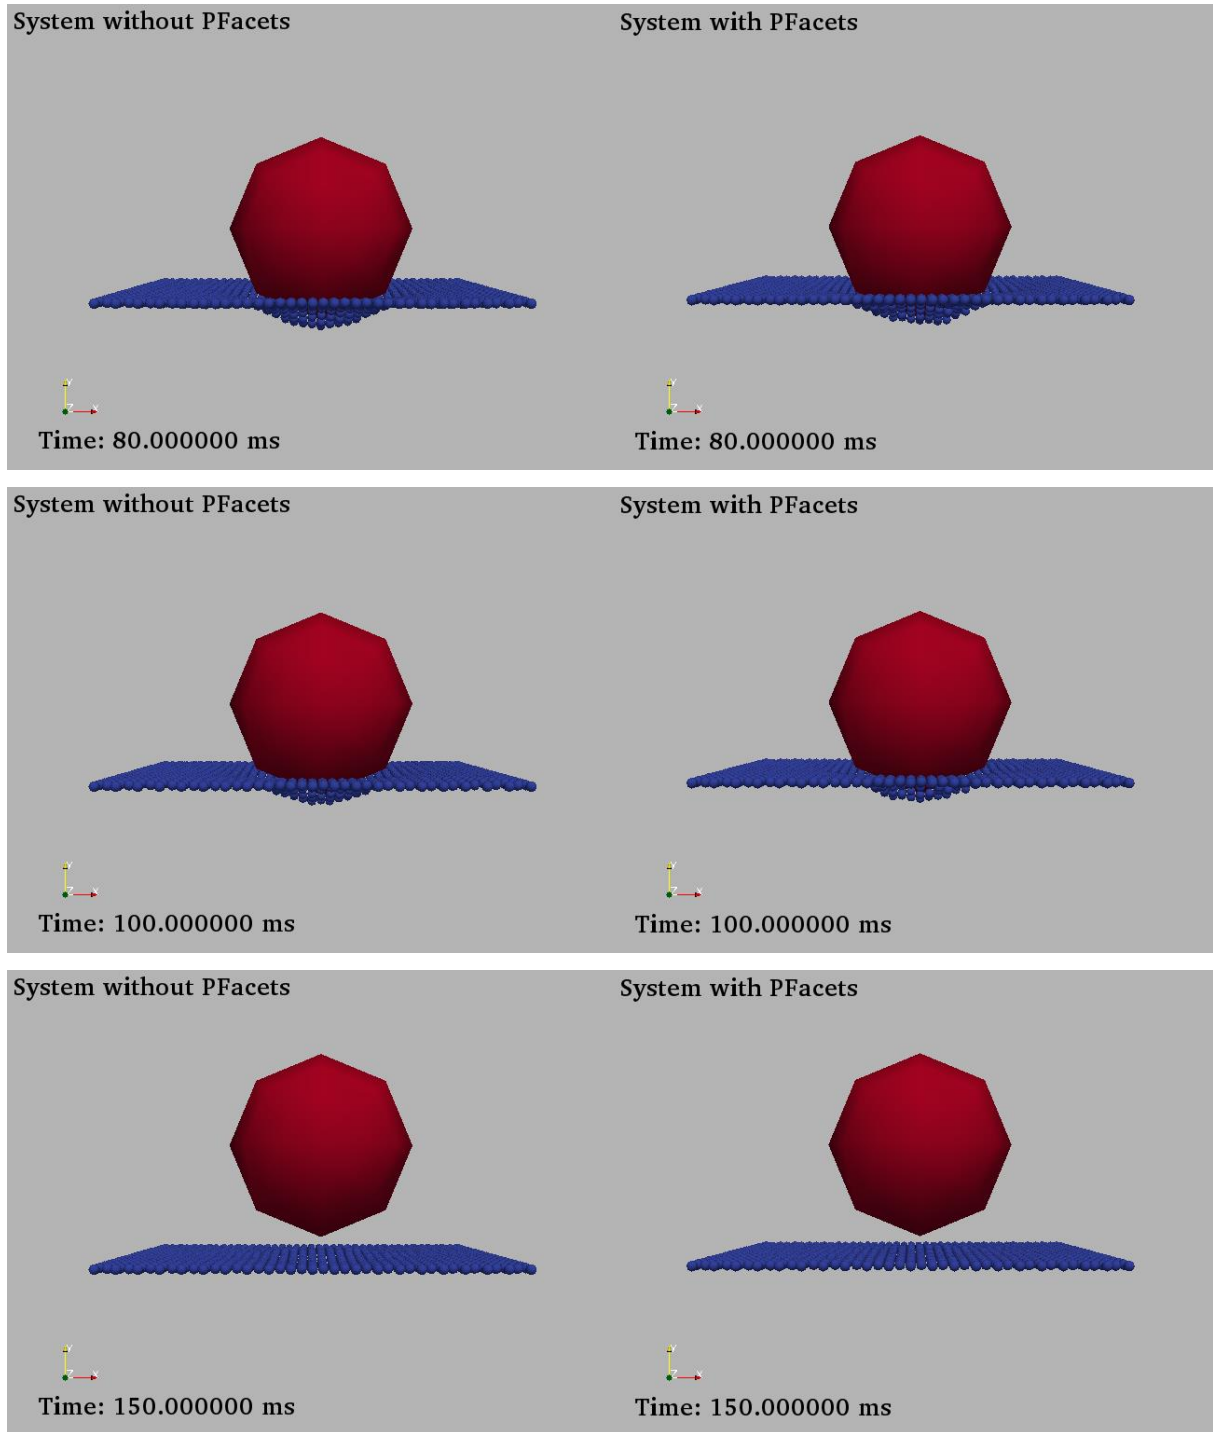 System without PFacets
System with PFacets
Y
Z
X
Y
Z
X
Time: 80.000000 ms
Time: 80.000000 ms
System without PFacets
System with PFacets
Y
Z
X
Y
Z
X
Time: 100.000000 ms
Time: 100.000000 ms
System without PFacets
System with PFacets
Y
Z
X
Y
Z
X
Time: 150.000000 ms
Time: 150.000000 ms